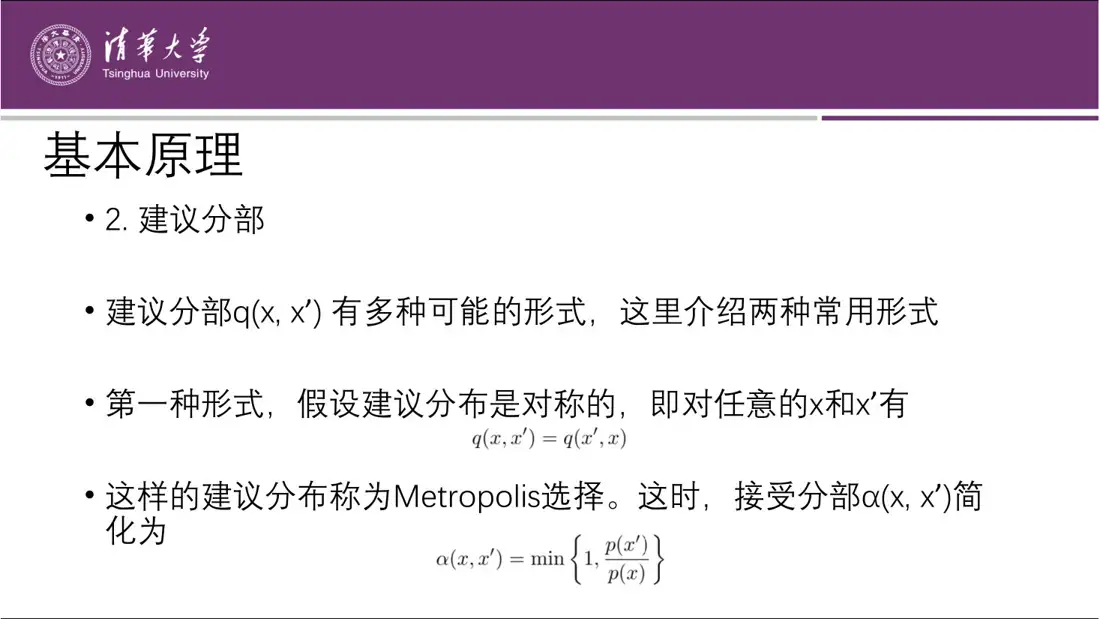 清华大学
Tsinghua University
基本原理
• 2. 建议分部
• 建议分部q(x, x′) 有多种可能的形式，这里介绍两种常用形式
• 第一种形式，假设建议分布是对称的，即对任意的x和x′有
q(x, x′) = q(x′, x)
• 这样的建议分布称为Metropolis选择。这时，接受分部α(x, x′)简
化为
α(x, x′) = min {1, p(x′)/p(x)}